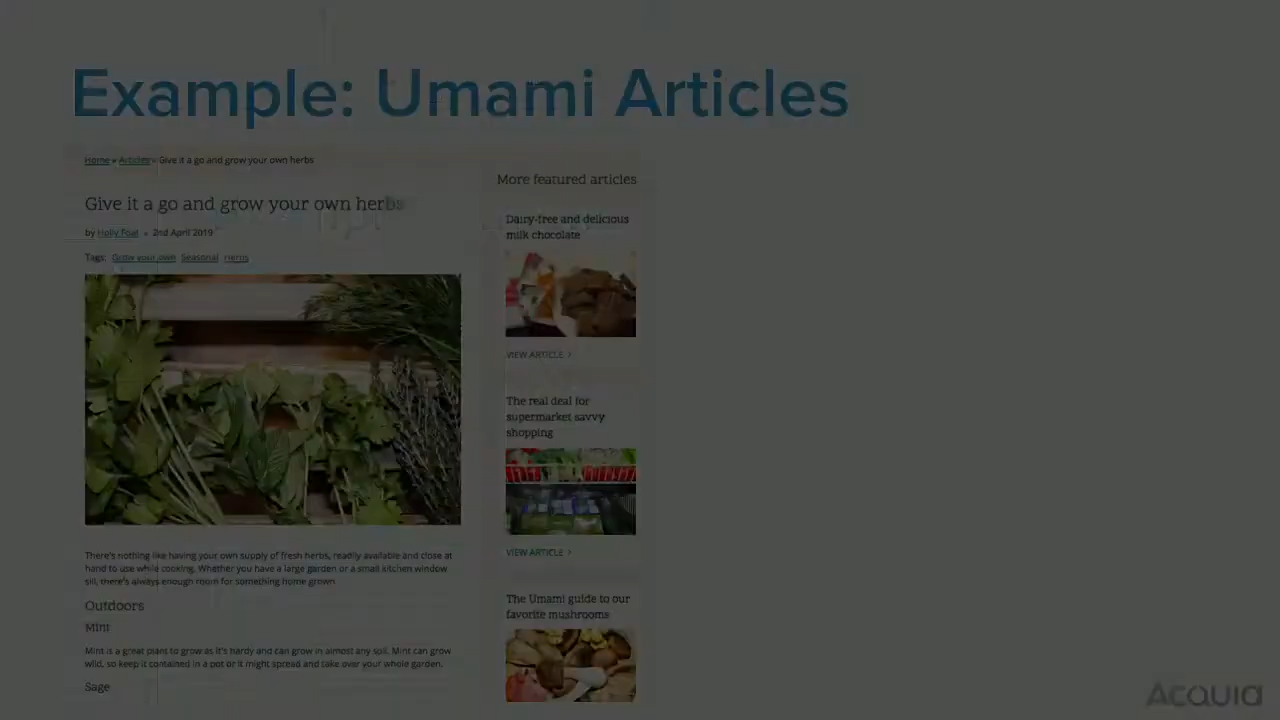 Example: Umami Articles
Home » Articles » Give it a go and grow your own herbs
Give it a go and grow your own herbs
by Holly Foat • 2nd April 2019
Tags: Grow your own Seasonal Herbs
There's nothing like having your own supply of fresh herbs, readily available and close at
hand to use while cooking. Whether you have a large garden or a small kitchen window
sill, there's always enough room for something home grown.
Outdoors
Mint
Mint is a great plant to grow as it's hardy and can grow in almost any soil. Mint can grow
wild, so keep it contained in a pot or it might spread and take over your whole garden.
Sage
More featured articles
Dairy-free and delicious
milk chocolate
VIEW ARTICLE >
The real deal for
supermarket savvy
shopping
VIEW ARTICLE >
The Umami guide to our
favorite mushrooms
Acquia